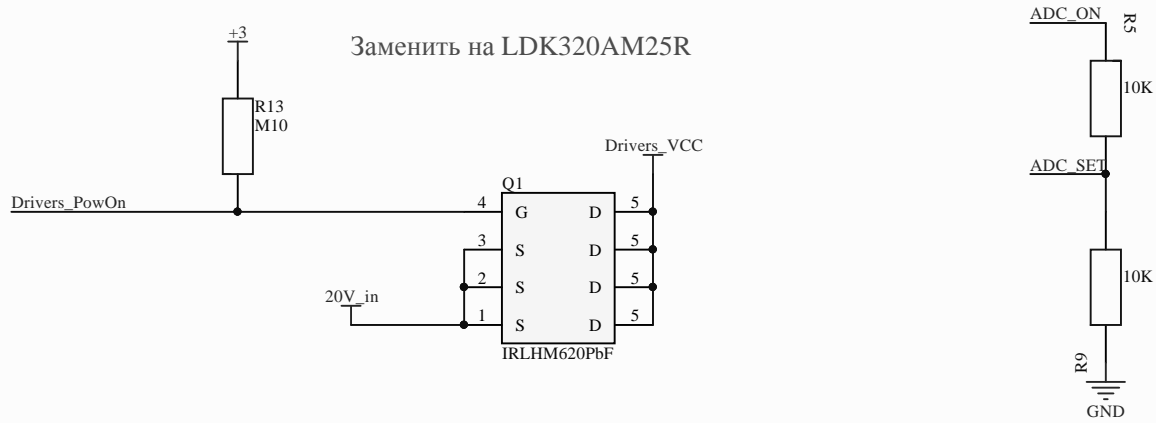 +3
Заменить на LDK320AM25R
R13
M10
Drivers_PowOn
Drivers_VCC
Q1
4 G D 5
3 S D 5
2 S D 5
1 S D 5
IRLHM620PbF
20V_in
ADC_ON
R5
10K
ADC_SET
10K
R9
GND